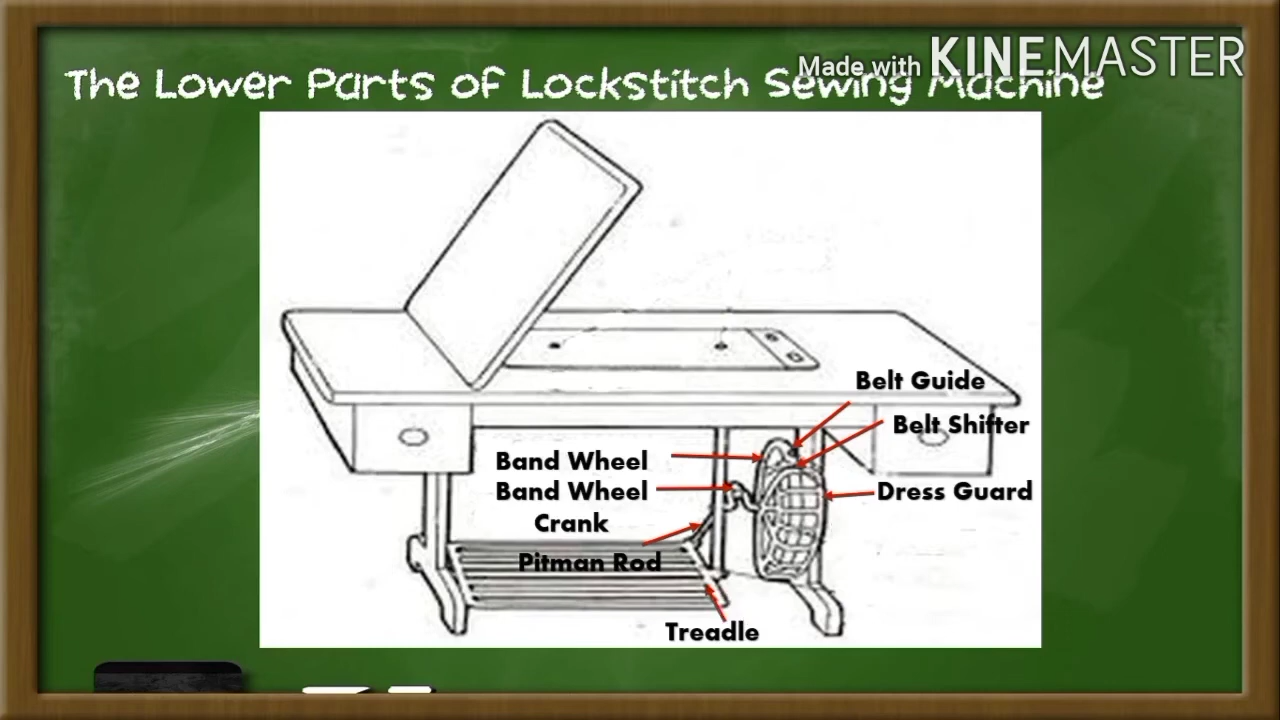 Made with KINEMASTER
The Lower Parts of Lockstitch Sewing Machine
Belt Guide
Belt Shifter
Band Wheel
Band Wheel
Crank
Dress Guard
Pitman Rod
Treadle